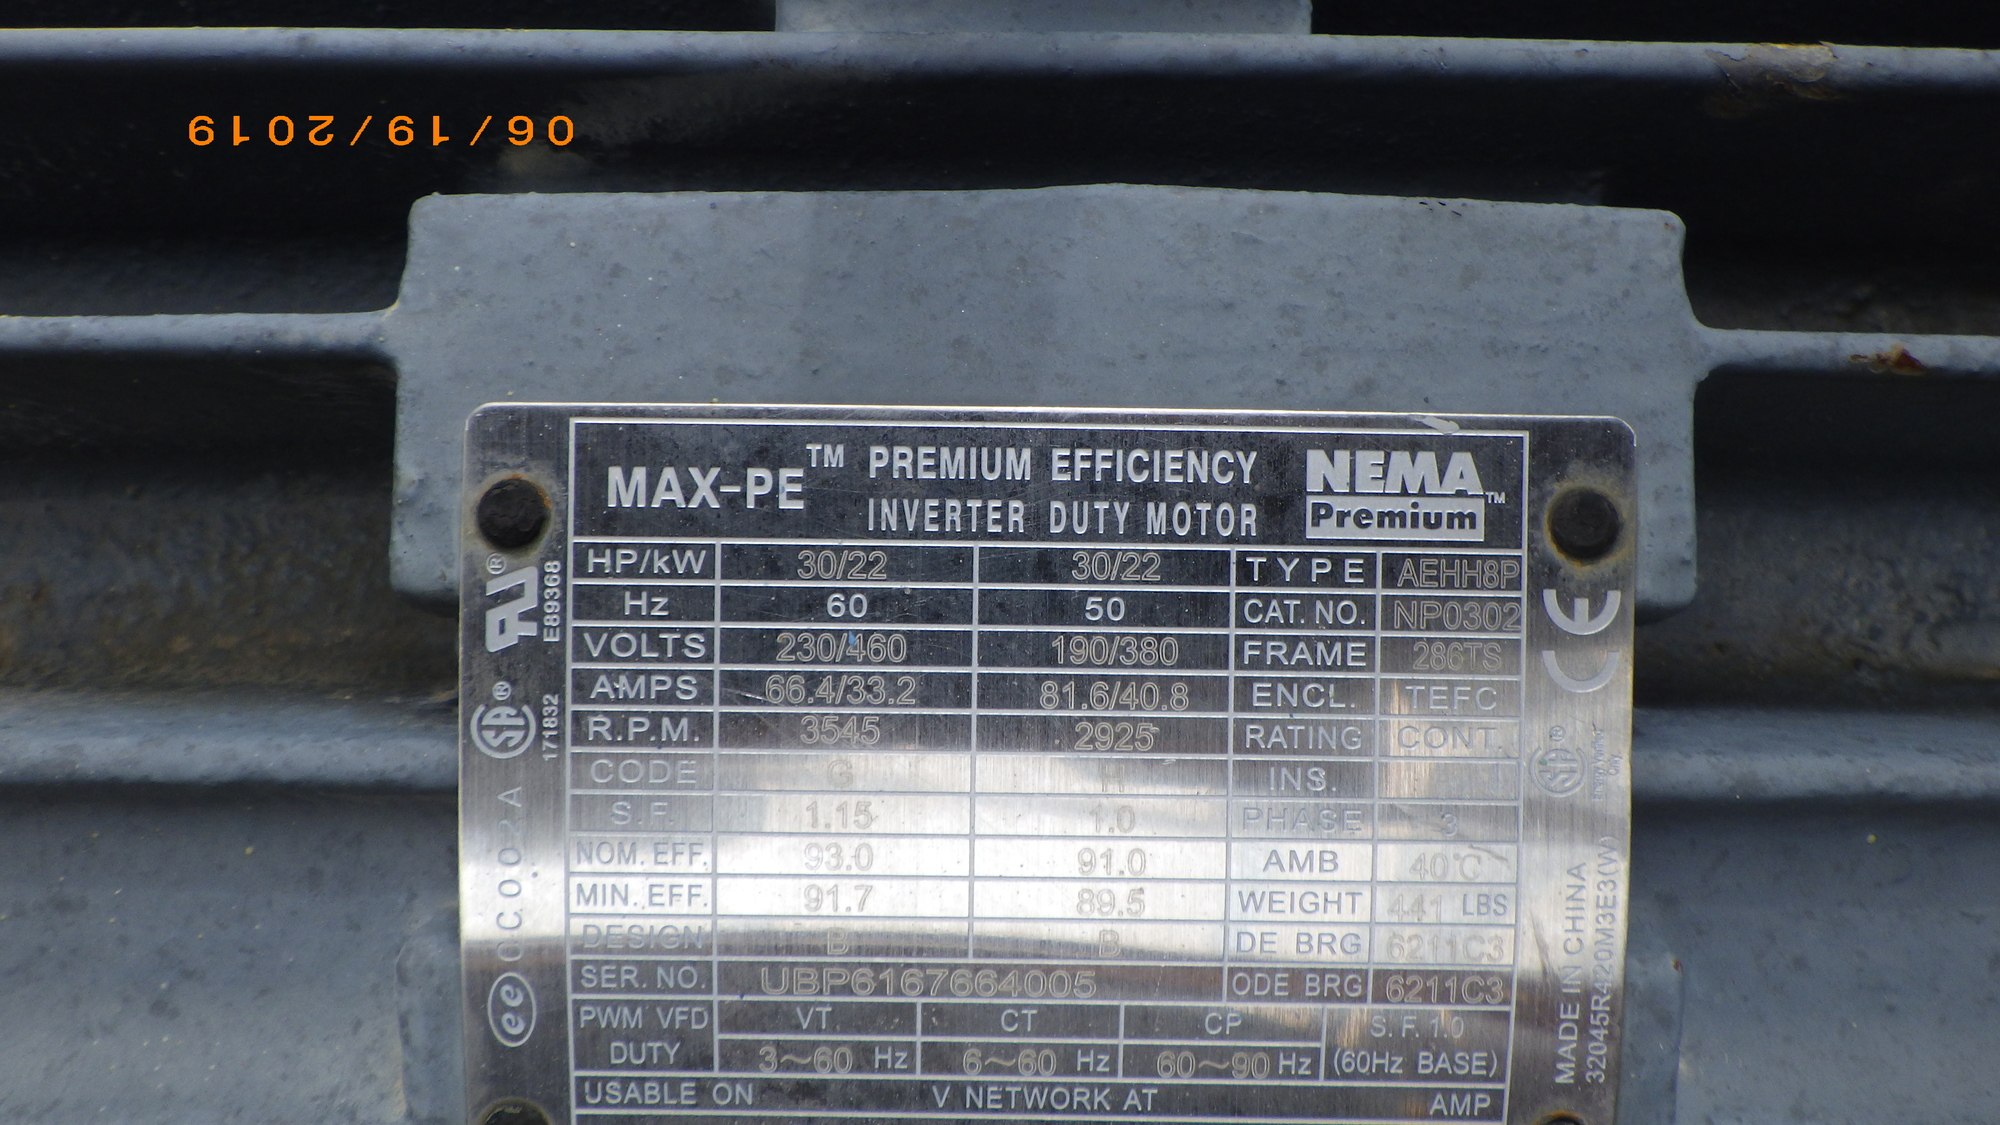 06/19/2019
MAX-PE™ PREMIUM EFFICIENCY
INVERTER DUTY MOTOR
NEMA
Premium™
HP/kW 30/22 30/22 TYPE AEHH8P
Hz 60 50 CAT. NO. NP0302
VOLTS 230/460 190/380 FRAME 286TS
AMPS 66.4/33.2 81.6/40.8 ENCL. TEFC
R.P.M. 3545 2925 RATING CONT.
CODE G H INS.
S.F. 1.15 1.0 PHASE 3
NOM. EFF. 93.0 91.0 AMB 40°C
MIN. EFF. 91.7 89.5 WEIGHT 441 LBS
DESIGN B B DE BRG 6211C3
SER. NO. UBP6167664005 ODE BRG 6211C3
PWM VFD DUTY VT CT CP S.F. 1.0
3~60 Hz 6~60 Hz 60~90 Hz (60Hz BASE)
USABLE ON V NETWORK AT AMP
E89368
171832
ee CC 002A
CE
MADE IN CHINA
32045R420M3E3(W)